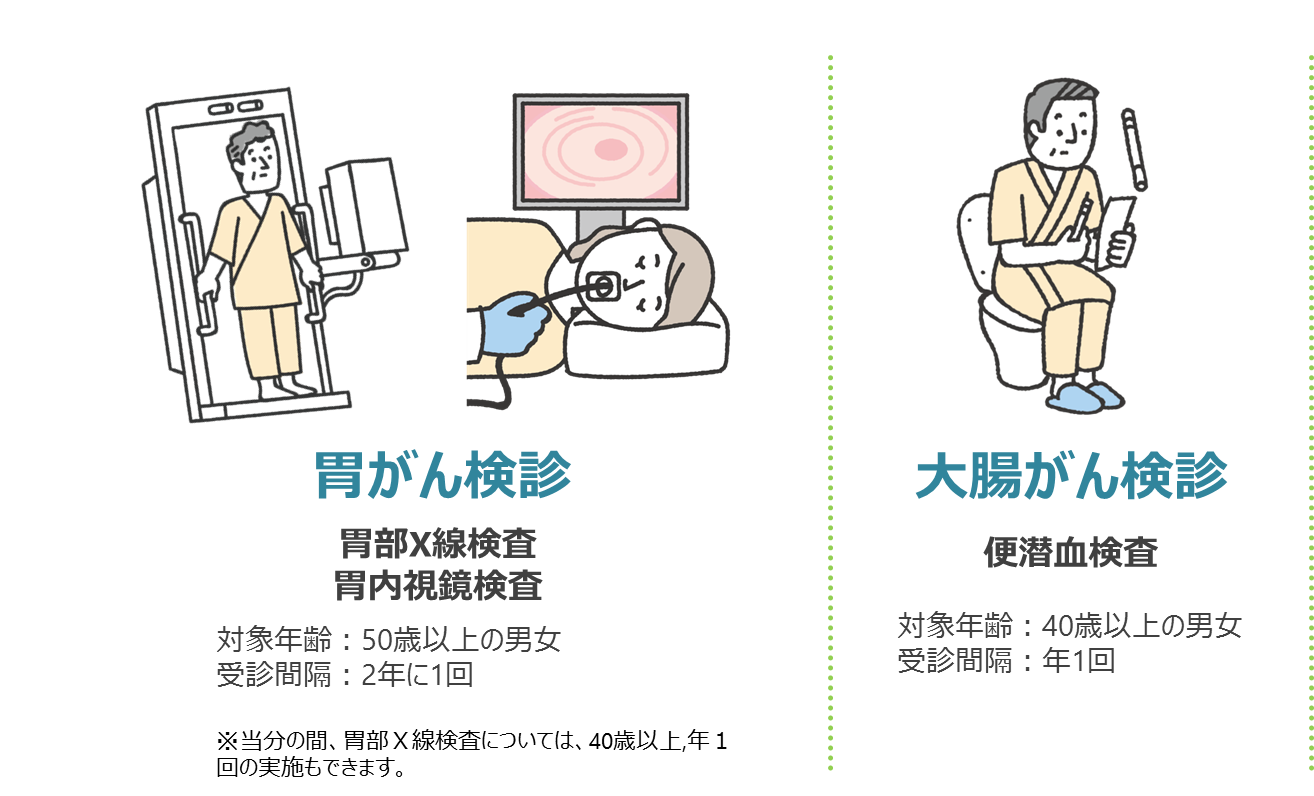 胃がん検診
胃部X線検査
胃内視鏡検査
対象年齢：50歳以上の男女
受診間隔：2年に1回
※当分の間、胃部Ｘ線検査については、40歳以上,年１
回の実施もできます。
大腸がん検診
便潜血検査
対象年齢：40歳以上の男女
受診間隔：年1回